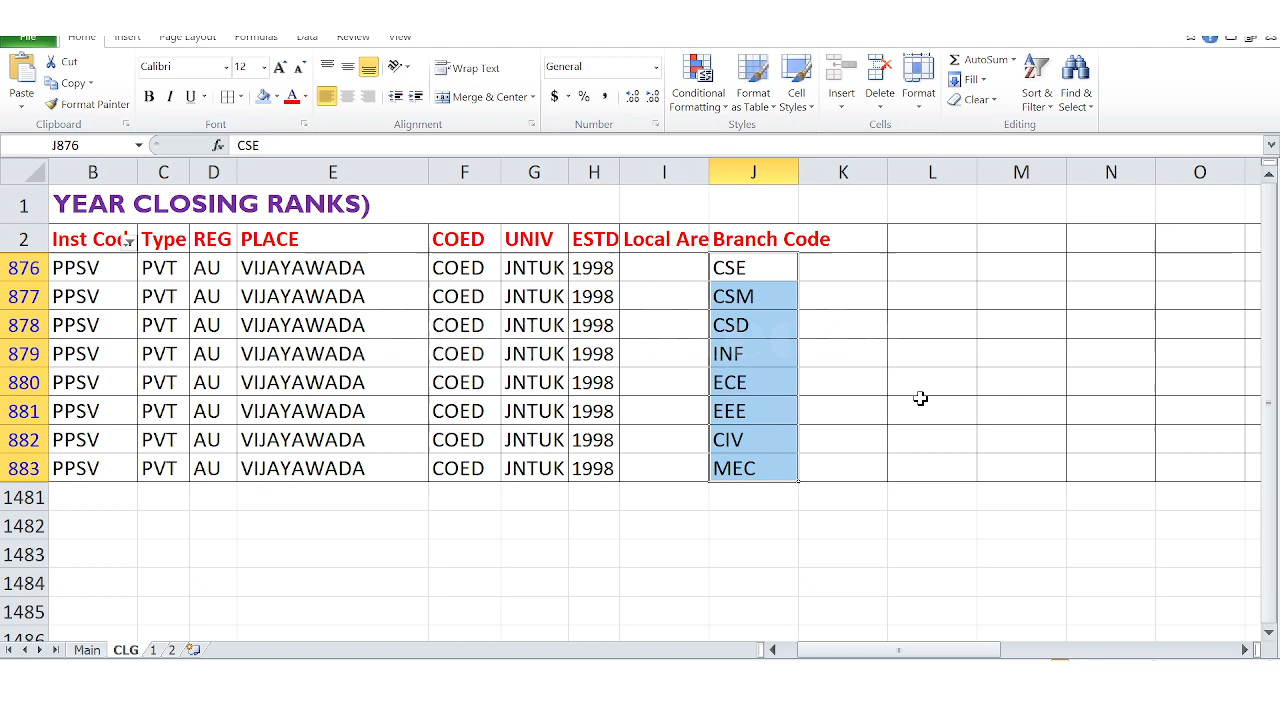 File Home Insert Page Layout Formulas Data Review View
Cut
Copy
Format Painter
Paste
Calibri 12
B I U
Wrap Text
Merge & Center
General
$ % ,
Conditional Formatting
Format as Table
Cell Styles
Insert
Delete
Format
AutoSum
Fill
Clear
Sort & Filter
Find & Select
Clipboard Font Alignment Number Styles Cells Editing
J876 fx CSE
B C D E F G H I J K L M N O
1 YEAR CLOSING RANKS)
2 Inst Cod Type REG PLACE COED UNIV ESTD Local Are Branch Code
876 PPSV PVT AU VIJAYAWADA COED JNTUK 1998 CSE
877 PPSV PVT AU VIJAYAWADA COED JNTUK 1998 CSM
878 PPSV PVT AU VIJAYAWADA COED JNTUK 1998 CSD
879 PPSV PVT AU VIJAYAWADA COED JNTUK 1998 INF
880 PPSV PVT AU VIJAYAWADA COED JNTUK 1998 ECE
881 PPSV PVT AU VIJAYAWADA COED JNTUK 1998 EEE
882 PPSV PVT AU VIJAYAWADA COED JNTUK 1998 CIV
883 PPSV PVT AU VIJAYAWADA COED JNTUK 1998 MEC
1481
1482
1483
1484
1485
1486
Main CLG 1 2